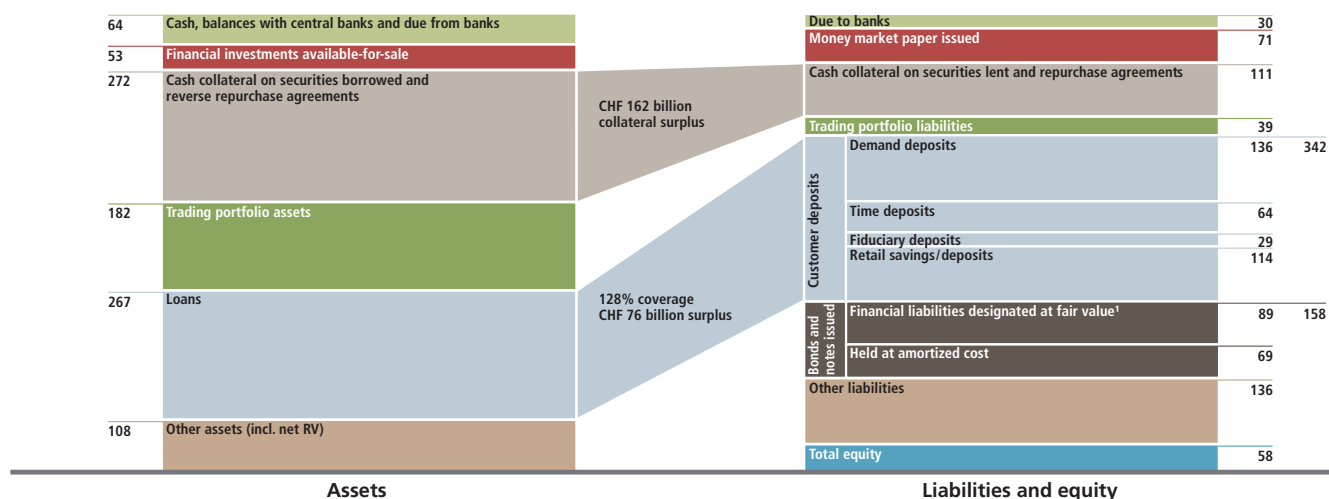 64 Cash, balances with central banks and due from banks
53 Financial investments available-for-sale
272 Cash collateral on securities borrowed and
reverse repurchase agreements
182 Trading portfolio assets
267 Loans
108 Other assets (incl. net RV)
CHF 162 billion
collateral surplus
128% coverage
CHF 76 billion surplus
Due to banks 30
Money market paper issued 71
Cash collateral on securities lent and repurchase agreements 111
Trading portfolio liabilities 39
Customer deposits
Demand deposits 136 342
Time deposits 64
Fiduciary deposits 29
Retail savings/deposits 114
Bonds and
notes issued
Financial liabilities designated at fair value¹ 89 158
Held at amortized cost 69
Other liabilities 136
Total equity 58
Assets
Liabilities and equity